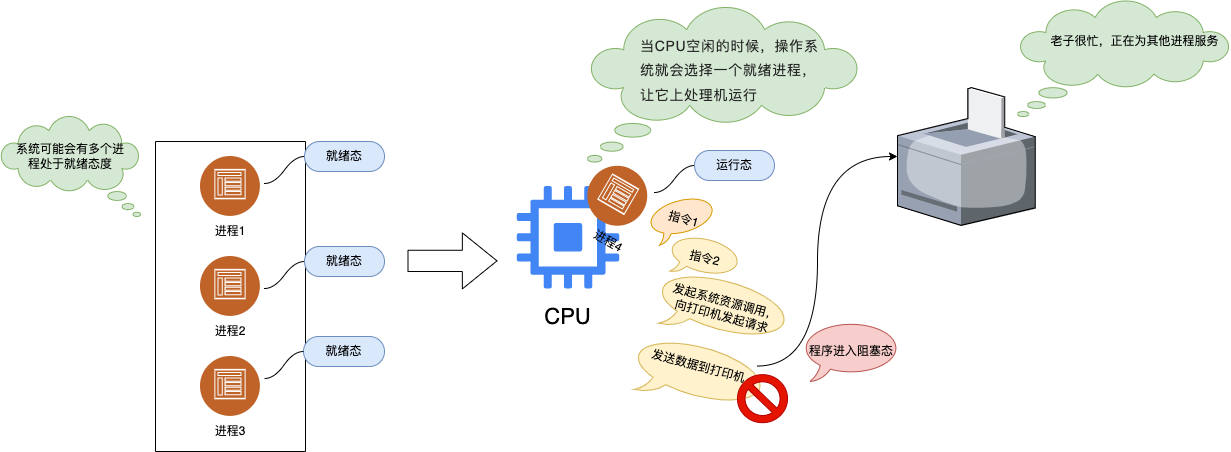 系统可能会有多个进
程处于就绪态度
就绪态
进程1
就绪态
进程2
就绪态
进程3
当CPU空闲的时候，操作系
统就会选择一个就绪进程，
让它上处理机运行
运行态
进程4
CPU
指令1
指令2
发起系统资源调用，
向打印机发起请求
发送数据到打印机
程序进入阻塞态
老子很忙，正在为其他进程服务